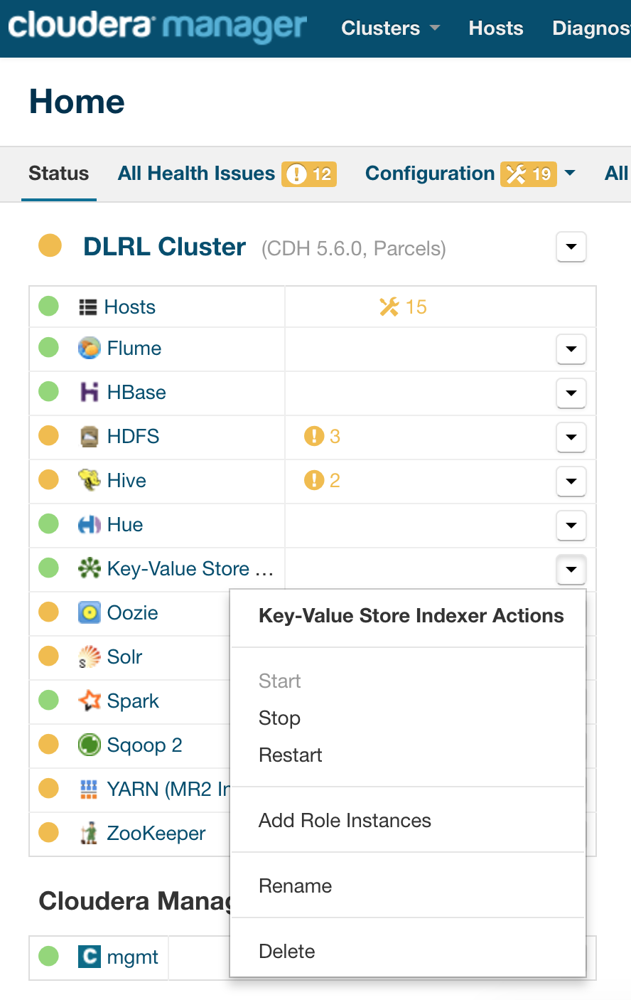 cloudera manager Clusters Hosts Diagnos
Home
Status All Health Issues 12 Configuration 19 All
DLRL Cluster (CDH 5.6.0, Parcels)
Hosts 15
Flume
HBase
HDFS 3
Hive 2
Hue
Key-Value Store ...
Key-Value Store Indexer Actions
Oozie
Solr
Start
Spark
Stop
Sqoop 2
Restart
YARN (MR2 In
Add Role Instances
ZooKeeper
Rename
Cloudera Manag
Delete
C mgmt